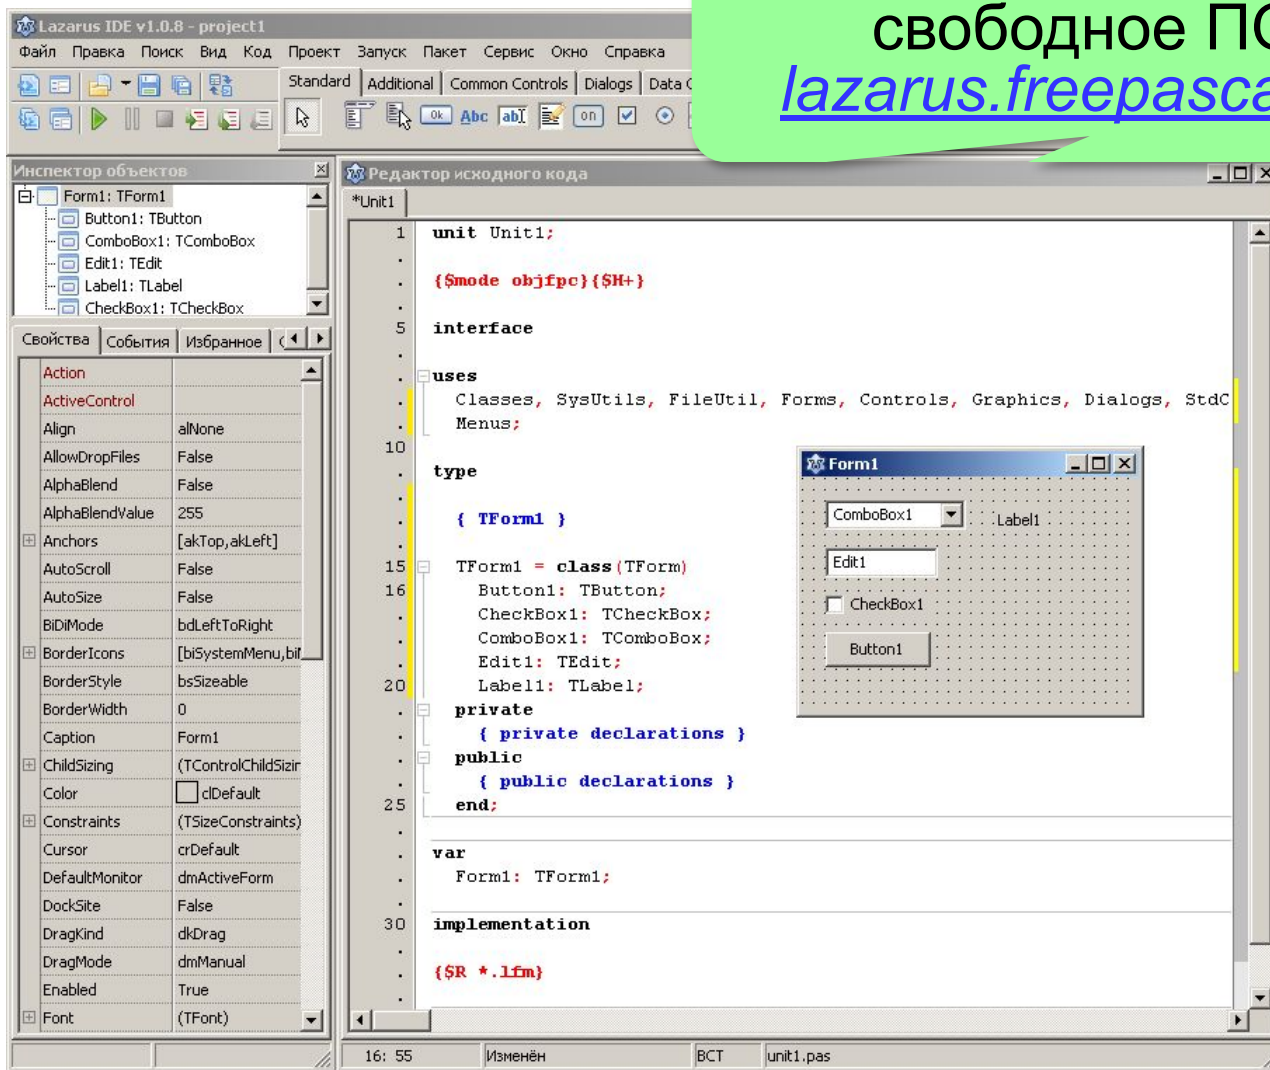 свободное ПО
lazarus.freepasca
Lazarus IDE v1.0.8 - project1
Файл Правка Поиск Вид Код Проект Запуск Пакет Сервис Окно Справка
Standard Additional Common Controls Dialogs Data
Ok Abc abI on
Инспектор объектов
Form1: TForm1
Button1: TButton
ComboBox1: TComboBox
Edit1: TEdit
Label1: TLabel
CheckBox1: TCheckBox
Свойства События Избранное
Action
ActiveControl
Align alNone
AllowDropFiles False
AlphaBlend False
AlphaBlendValue 255
Anchors [akTop,akLeft]
AutoScroll False
AutoSize False
BiDiMode bdLeftToRight
BorderIcons [biSystemMenu,bi
BorderStyle bsSizeable
BorderWidth 0
Caption Form1
ChildSizing (TControlChildSizin
Color clDefault
Constraints (TSizeConstraints)
Cursor crDefault
DefaultMonitor dmActiveForm
DockSite False
DragKind dkDrag
DragMode dmManual
Enabled True
Font (TFont)
Редактор исходного кода
*Unit1
1 unit Unit1;
{$mode objfpc}{$H+}
5 interface
uses
Classes, SysUtils, FileUtil, Forms, Controls, Graphics, Dialogs, StdC
Menus;
10
type
{ TForm1 }
15 TForm1 = class(TForm)
16 Button1: TButton;
CheckBox1: TCheckBox;
ComboBox1: TComboBox;
Edit1: TEdit;
20 Label1: TLabel;
private
{ private declarations }
public
{ public declarations }
25 end;
var
Form1: TForm1;
30 implementation
{$R *.lfm}
Form1
ComboBox1 Label1
Edit1
CheckBox1
Button1
16: 55 Изменён ВСТ unit1.pas